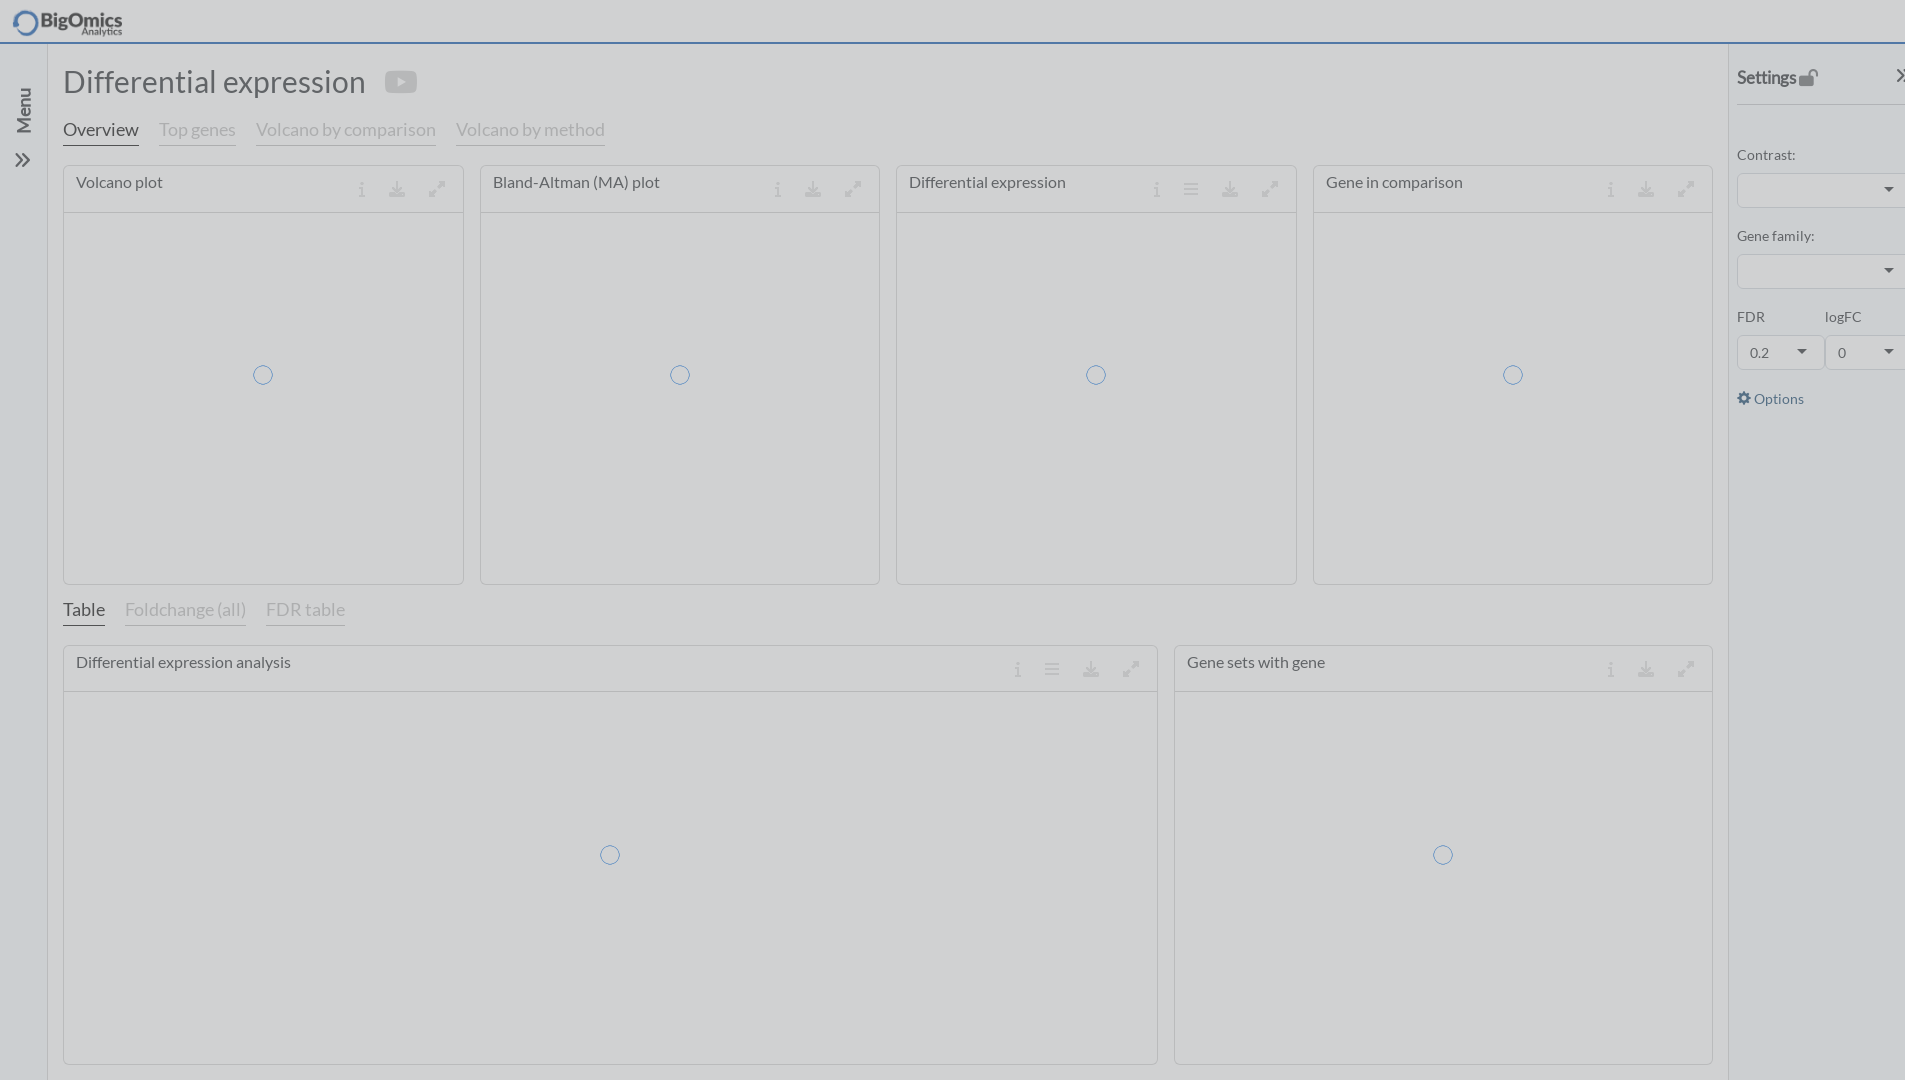 BigOmics
Analytics
Menu
Differential expression
Overview Top genes Volcano by comparison Volcano by method
Volcano plot
Bland-Altman (MA) plot
Differential expression
Gene in comparison
Table Foldchange (all) FDR table
Differential expression analysis
Gene sets with gene
Settings
Contrast:
Gene family:
FDR logFC
0.2 0
Options